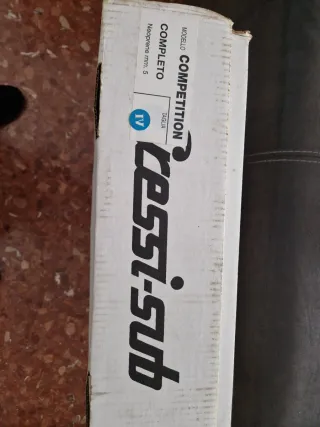 MODELLO COMPETITION
COMPLETO
Neoprene mm. 5
TAGLIA
IV
Cressi-sub